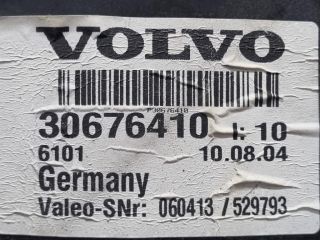 VOLVO
P30676410
30676410 I: 10
6101 10.08.04
Germany
Valeo-SNr: 060413 / 529793